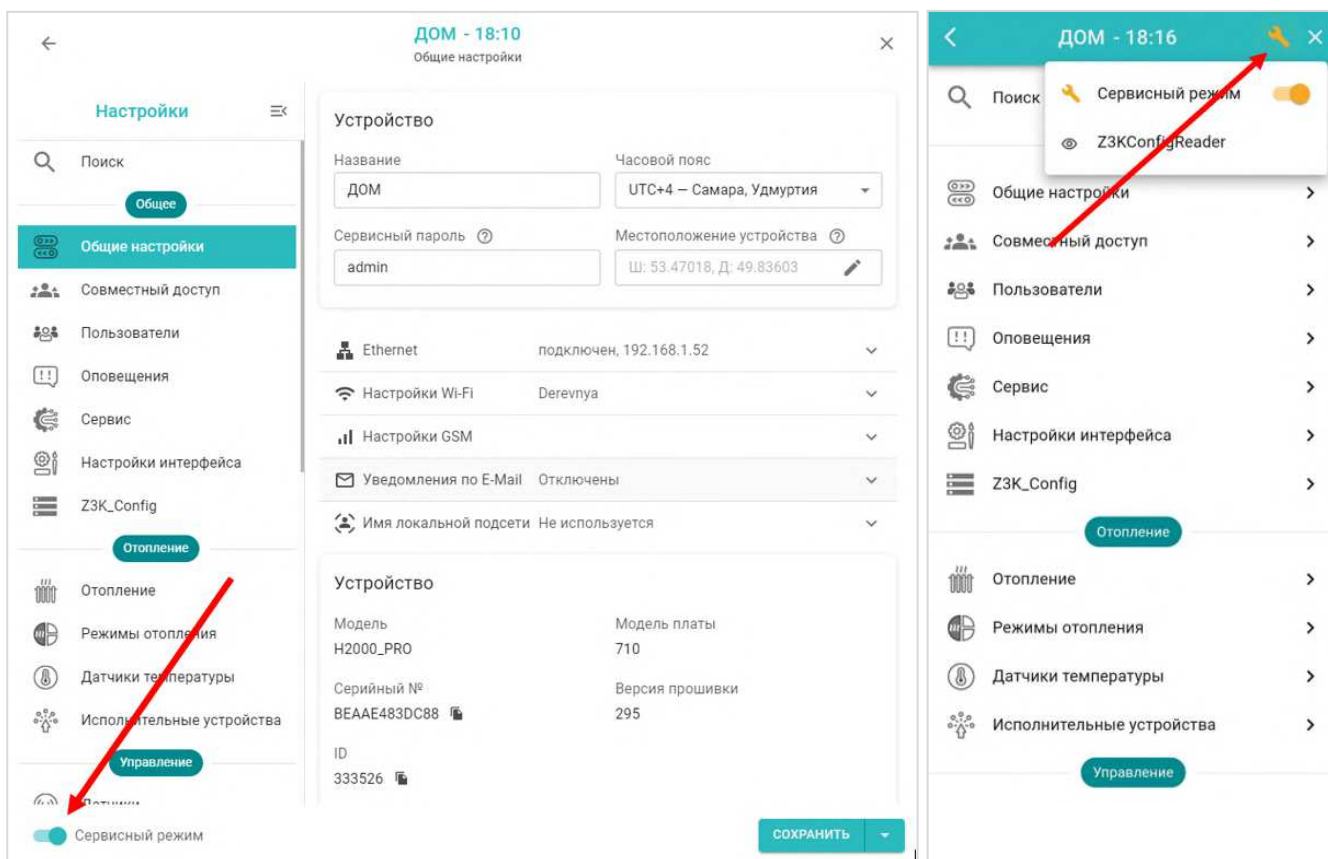 ДОМ - 18:10
Общие настройки
Настройки
Поиск
Общее
Общие настройки
Совместный доступ
Пользователи
Оповещения
Сервис
Настройки интерфейса
Z3K_Config
Отопление
Отопление
Режимы отопления
Датчики температуры
Исполнительные устройства
Управление
Датчики
Сервисный режим
Устройство
Название
Часовой пояс
ДОМ
UTC+4 — Самара, Удмуртия
Сервисный пароль
Местоположение устройства
admin
Ш: 53.47018, Д: 49.83603
Ethernet подключен, 192.168.1.52
Настройки Wi-Fi Derevnya
Настройки GSM
Уведомления по E-Mail Отключены
Имя локальной подсети Не используется
Устройство
Модель
Модель платы
H2000_PRO
710
Серийный №
Версия прошивки
BEAAE483DC88
295
ID
333526
СОХРАНИТЬ
ДОМ - 18:16
Поиск
Сервисный режим
Z3KConfigReader
Общие настройки
Совместный доступ
Пользователи
Оповещения
Сервис
Настройки интерфейса
Z3K_Config
Отопление
Отопление
Режимы отопления
Датчики температуры
Исполнительные устройства
Управление